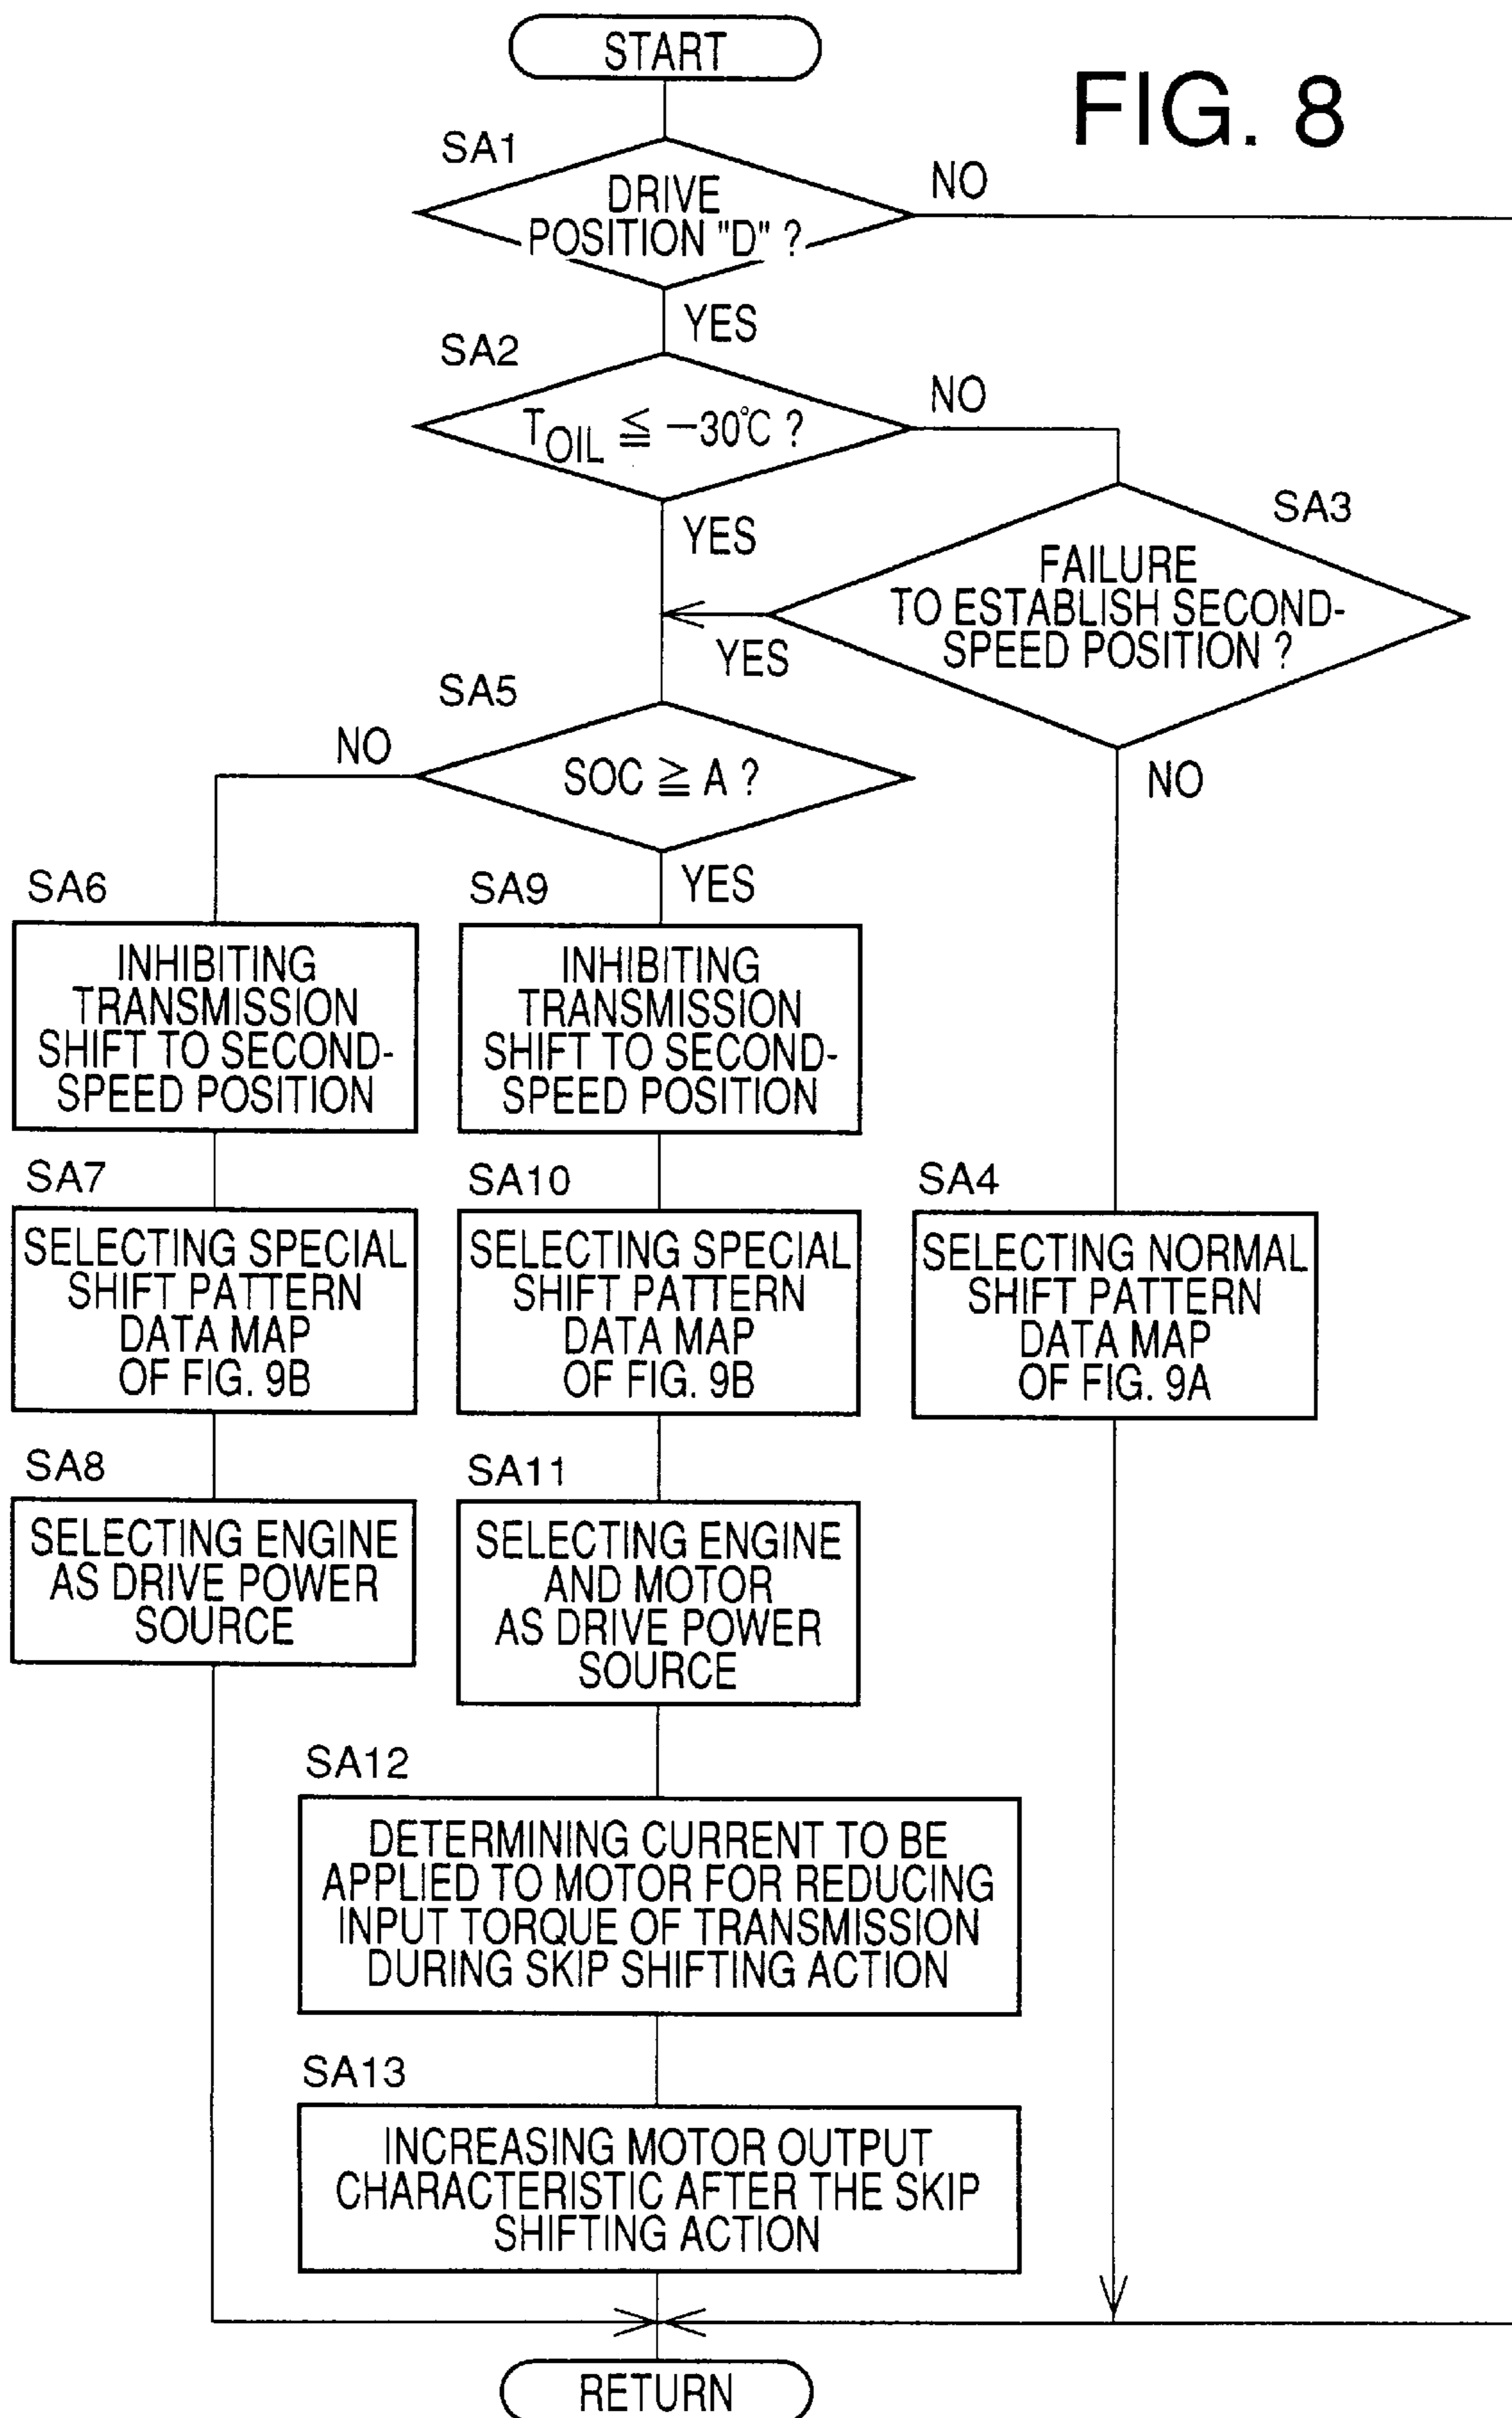 START
FIG. 8
SA1
DRIVE
POSITION "D" ?
NO
YES
SA2
TOIL ≦ −30℃ ?
NO
YES
SA3
FAILURE
TO ESTABLISH SECOND-
SPEED POSITION ?
YES
NO
SA5
SOC ≧ A ?
NO
YES
SA6
INHIBITING
TRANSMISSION
SHIFT TO SECOND-
SPEED POSITION
SA9
INHIBITING
TRANSMISSION
SHIFT TO SECOND-
SPEED POSITION
SA7
SELECTING SPECIAL
SHIFT PATTERN
DATA MAP
OF FIG. 9B
SA10
SELECTING SPECIAL
SHIFT PATTERN
DATA MAP
OF FIG. 9B
SA4
SELECTING NORMAL
SHIFT PATTERN
DATA MAP
OF FIG. 9A
SA8
SELECTING ENGINE
AS DRIVE POWER
SOURCE
SA11
SELECTING ENGINE
AND MOTOR
AS DRIVE POWER
SOURCE
SA12
DETERMINING CURRENT TO BE
APPLIED TO MOTOR FOR REDUCING
INPUT TORQUE OF TRANSMISSION
DURING SKIP SHIFTING ACTION
SA13
INCREASING MOTOR OUTPUT
CHARACTERISTIC AFTER THE SKIP
SHIFTING ACTION
RETURN